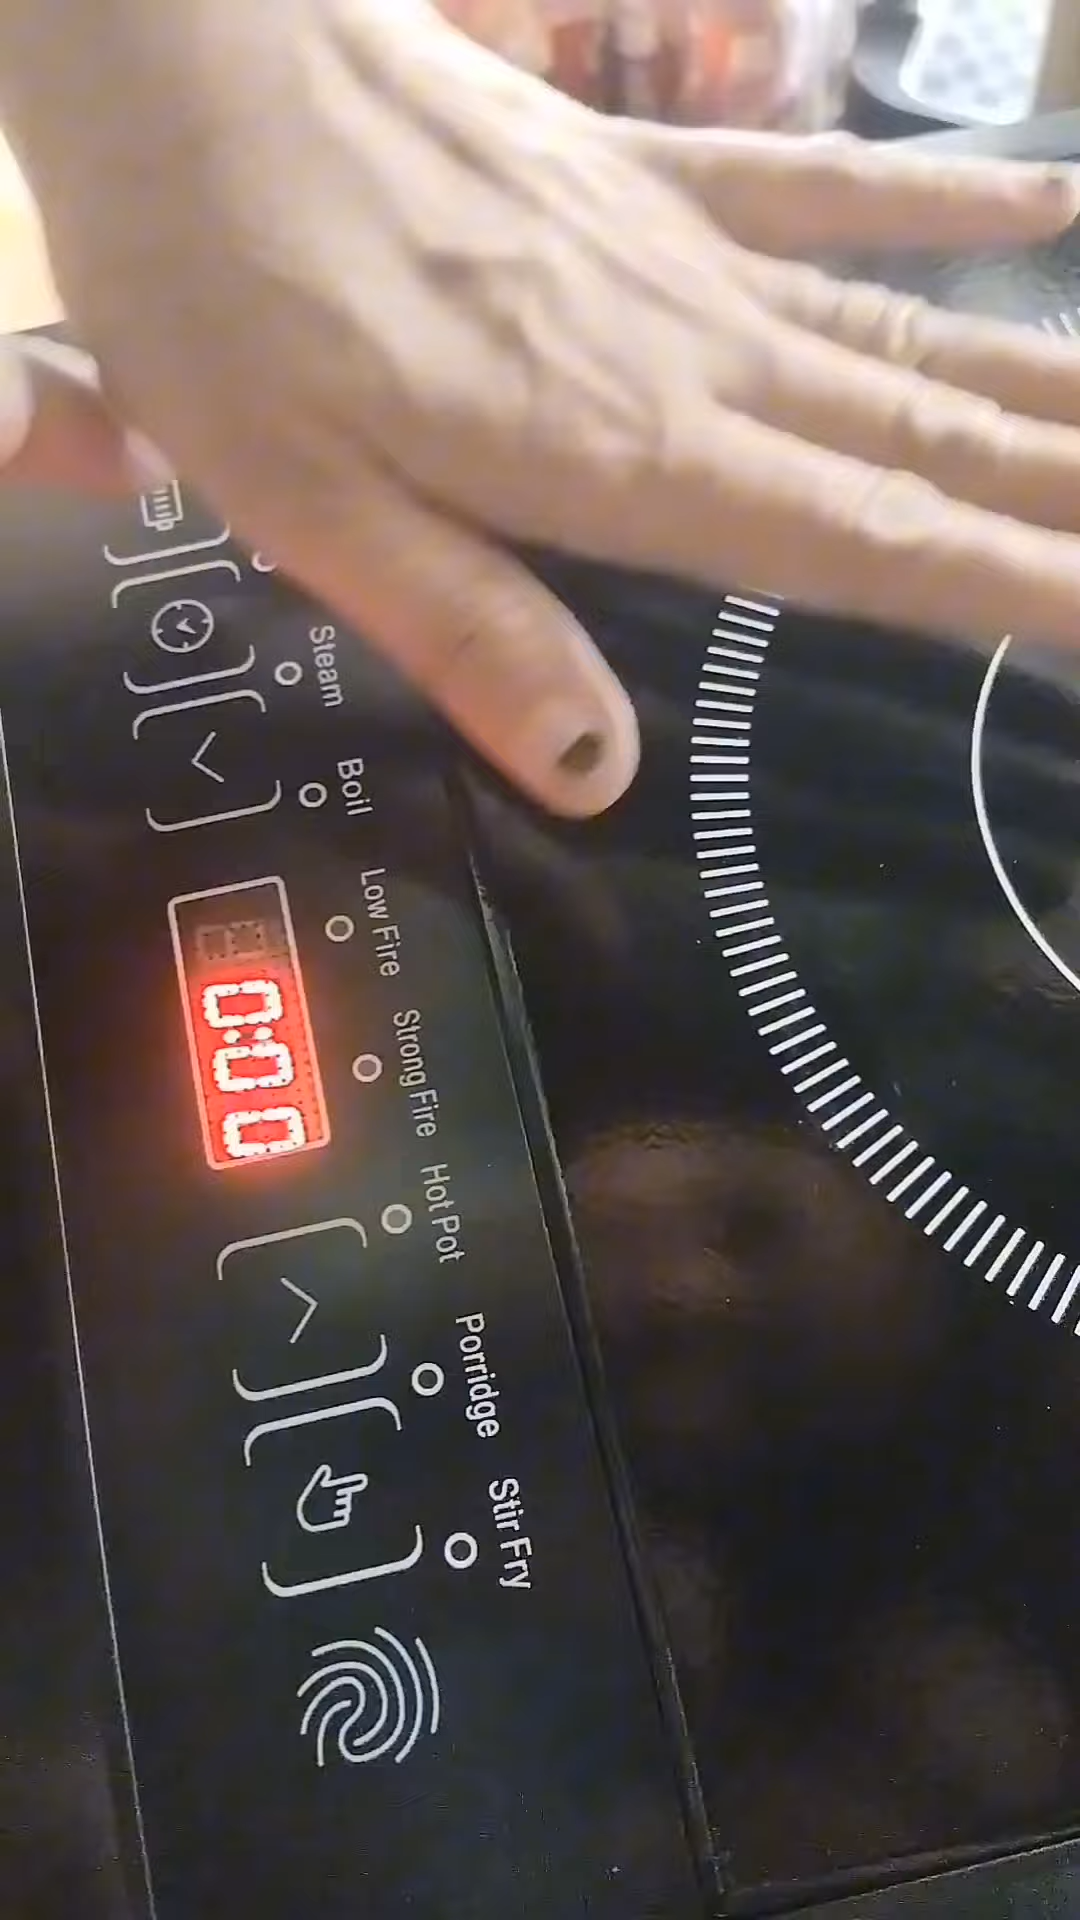 Steam
Boil
Low Fire
Strong Fire
Hot Pot
Porridge
Stir Fry
0:00